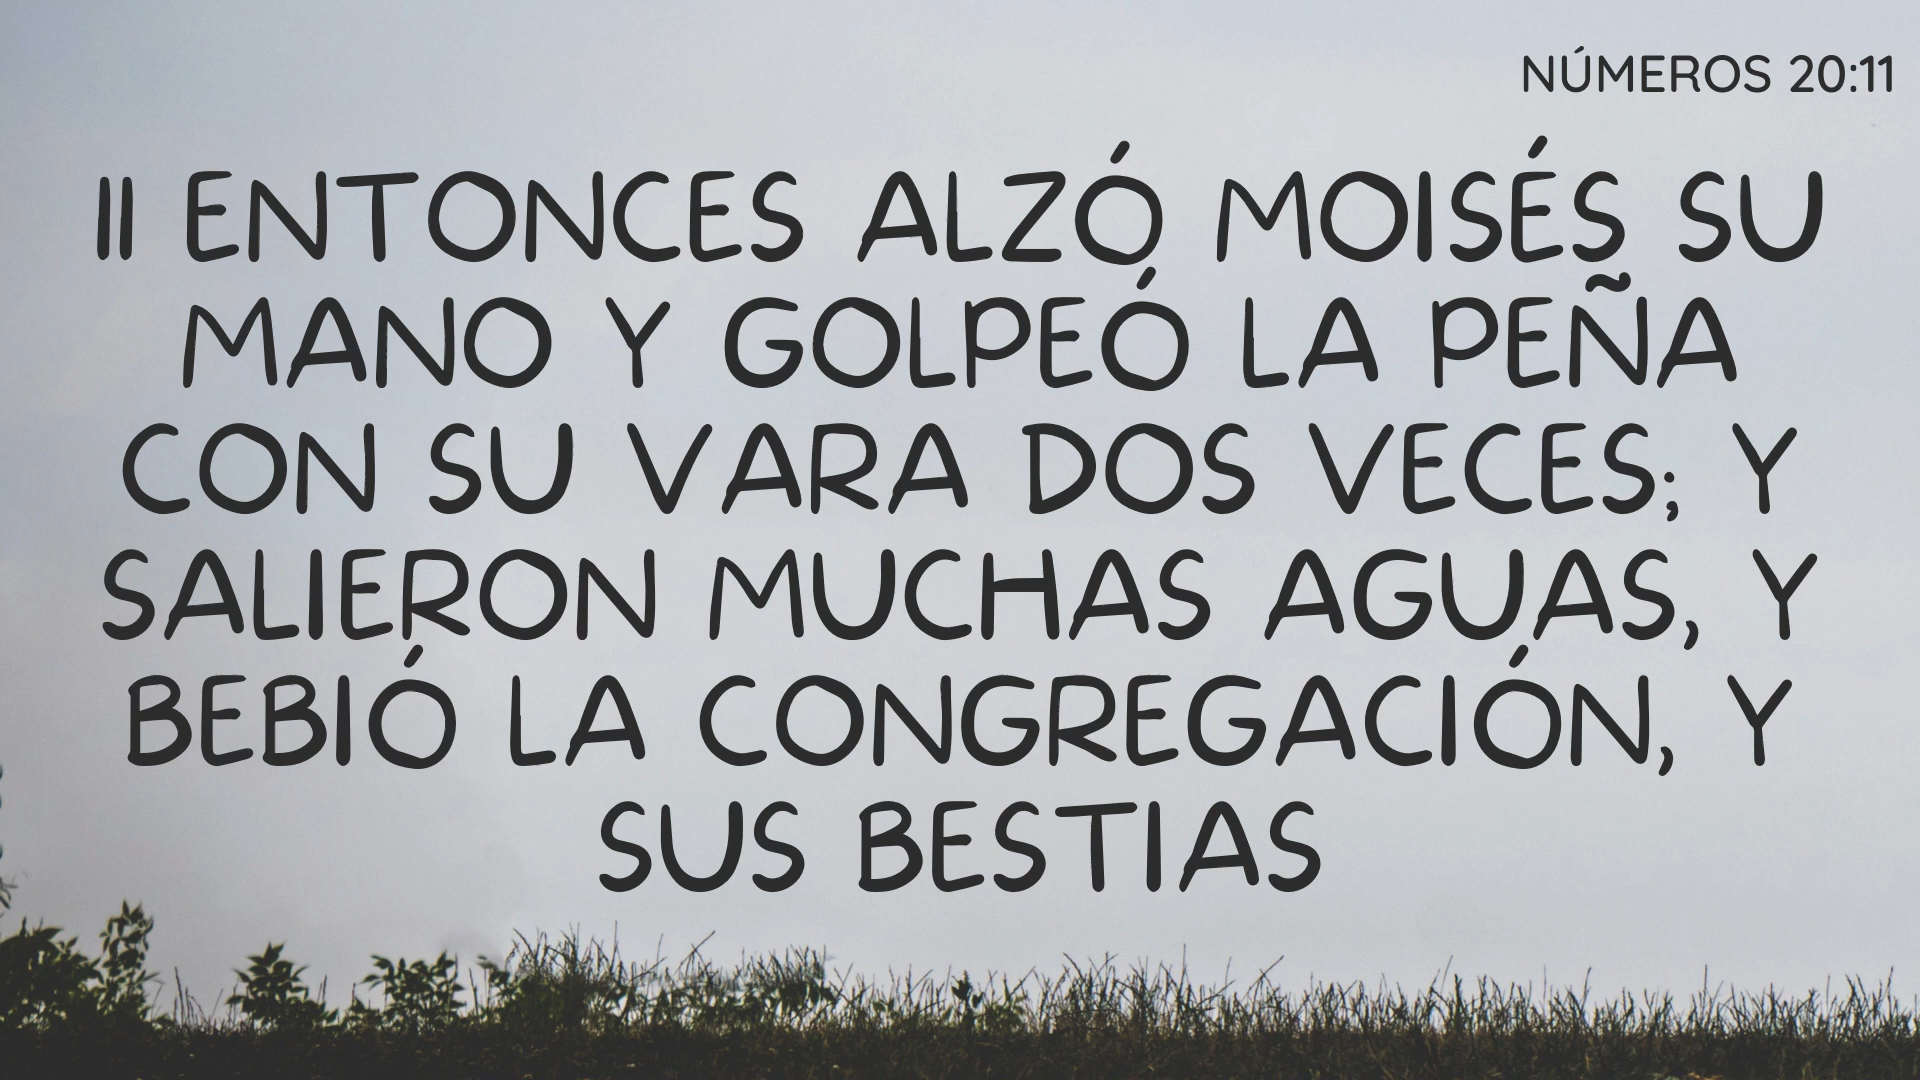 NÚMEROS 20:11
11 ENTONCES ALZÓ MOISÉS SU
MANO Y GOLPEÓ LA PEÑA
CON SU VARA DOS VECES; Y
SALIERON MUCHAS AGUAS, Y
BEBIÓ LA CONGREGACIÓN, Y
SUS BESTIAS